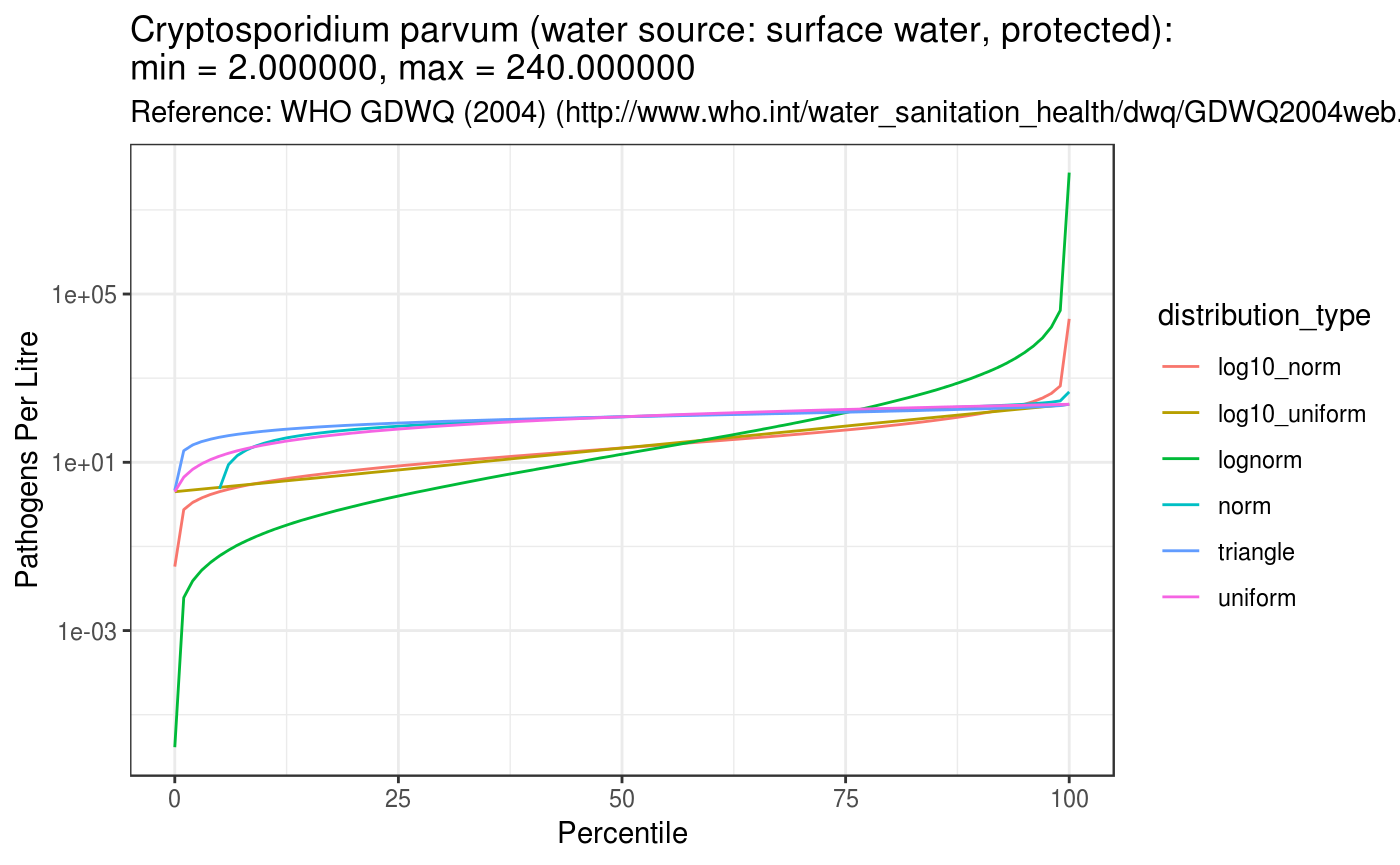 Cryptosporidium parvum (water source: surface water, protected):
min = 2.000000, max = 240.000000
Reference: WHO GDWQ (2004) (http://www.who.int/water_sanitation_health/dwq/GDWQ2004web.
Pathogens Per Litre
1e+05
1e+01
1e-03
0 25 50 75 100
Percentile
distribution_type
log10_norm
log10_uniform
lognorm
norm
triangle
uniform